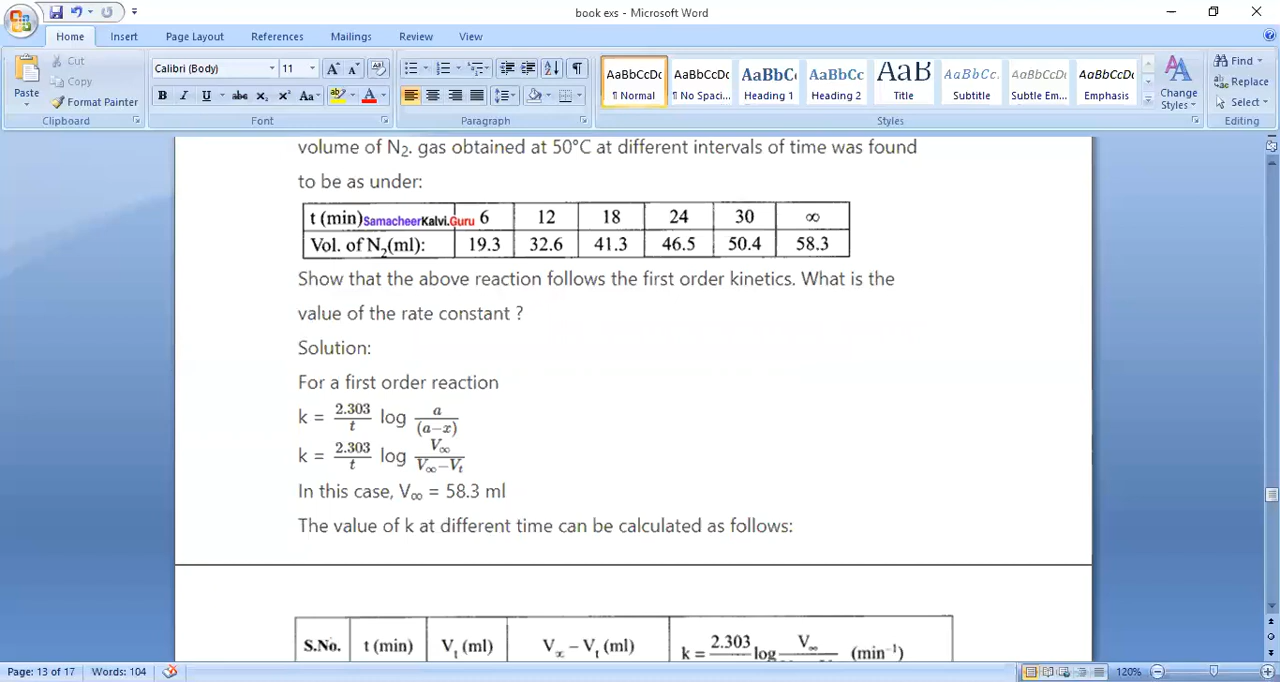 book exs - Microsoft Word
Home Insert Page Layout References Mailings Review View
Paste
Cut
Copy
Format Painter
Clipboard
Calibri (Body) 11
B I U abc x₂ x² Aa
Font
Paragraph
AaBbCcDc AaBbCcDc AaBbC AaBbCc AaB AaBbCc. AaBbCcDc AaBbCcDc
¶ Normal ¶ No Spaci... Heading 1 Heading 2 Title Subtitle Subtle Em... Emphasis
Change Styles
Styles
Find
Replace
Select
Editing
volume of N₂. gas obtained at 50°C at different intervals of time was found
to be as under:
t (min) SamacheerKalvi.Guru 6 12 18 24 30 ∞
Vol. of N₂(ml): 19.3 32.6 41.3 46.5 50.4 58.3
Show that the above reaction follows the first order kinetics. What is the
value of the rate constant ?
Solution:
For a first order reaction
k = 2.303/t log a/(a−x)
k = 2.303/t log V∞/V∞−Vt
In this case, V∞ = 58.3 ml
The value of k at different time can be calculated as follows:
S.No. t (min) Vt (ml) V∞ − Vt (ml) k = 2.303 log V∞ (min⁻¹)
Page: 13 of 17 Words: 104 120%